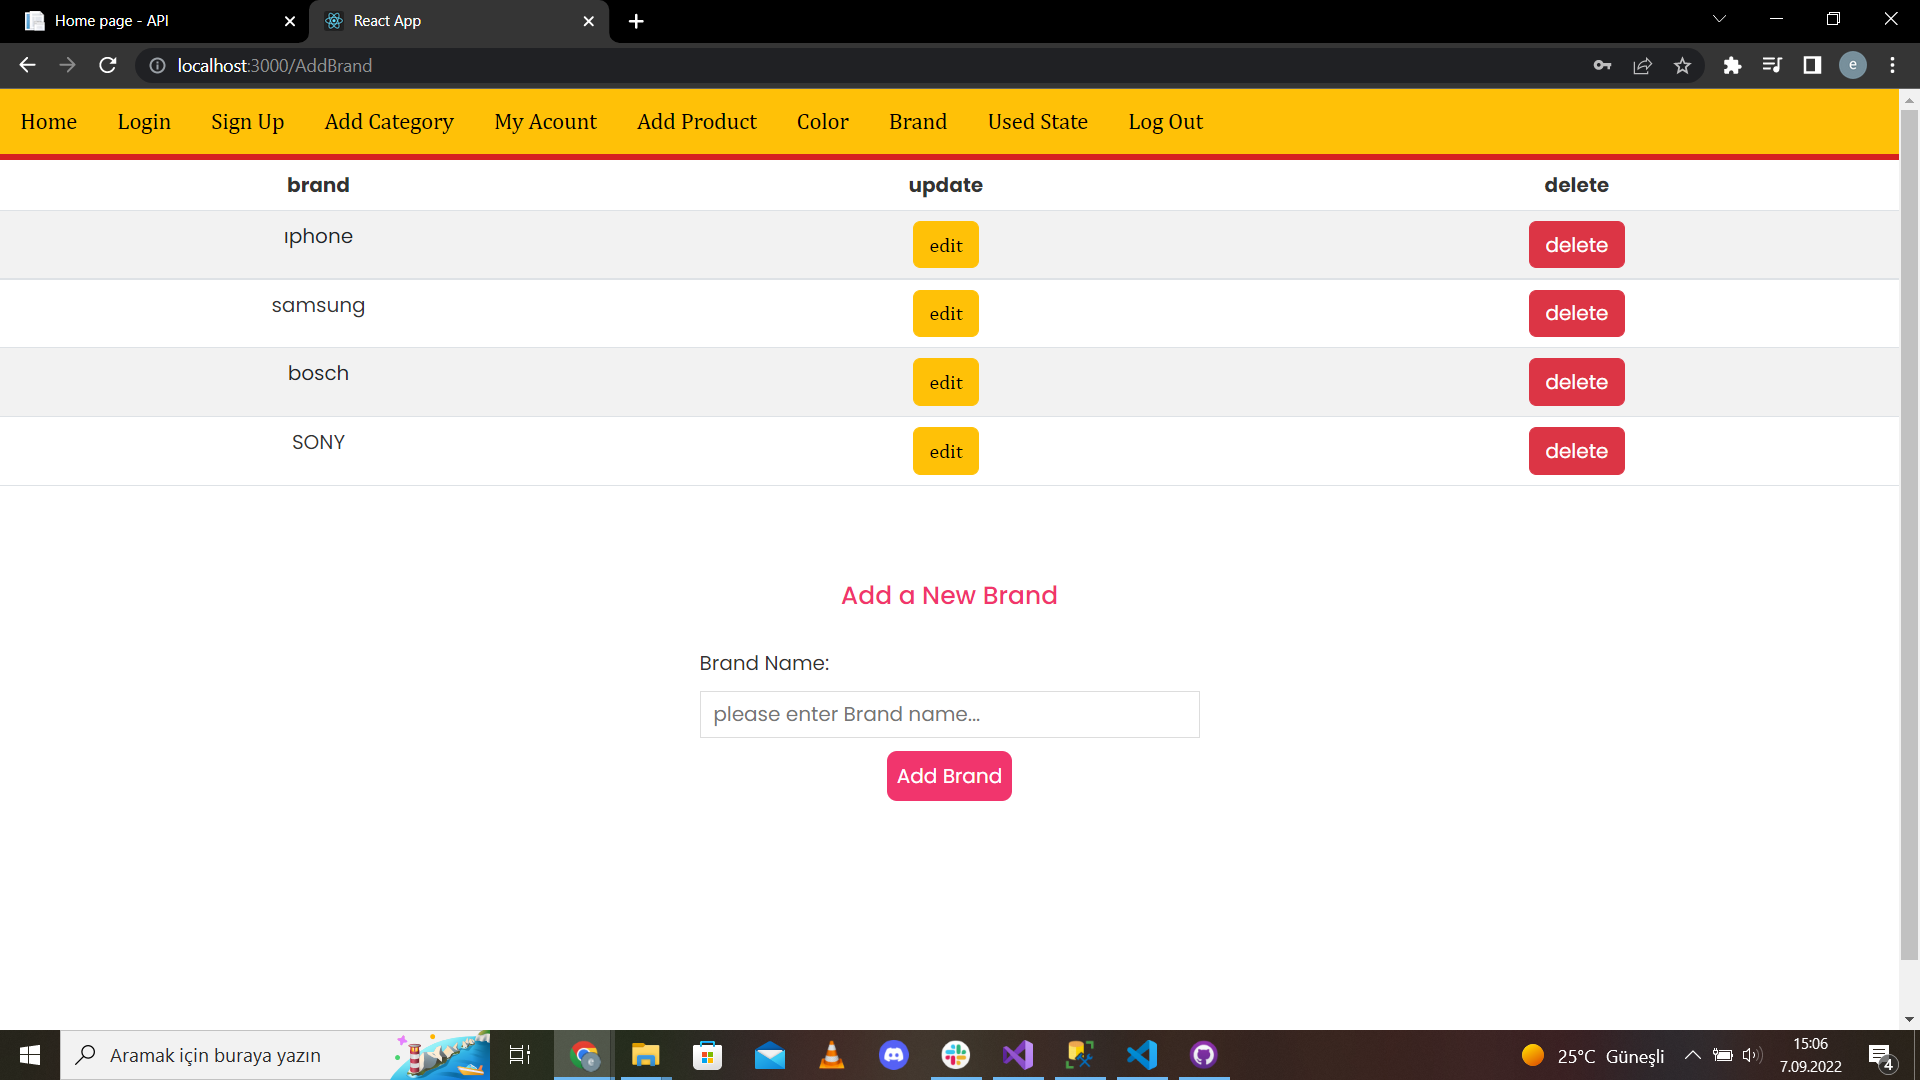 Home page - API
React App
localhost:3000/AddBrand
e
Home Login Sign Up Add Category My Acount Add Product Color Brand Used State Log Out
brand update delete
ıphone edit delete
samsung edit delete
bosch edit delete
SONY edit delete
Add a New Brand
Brand Name:
please enter Brand name...
Add Brand
Aramak için buraya yazın
e
25°C Güneşli
15:06
7.09.2022
4